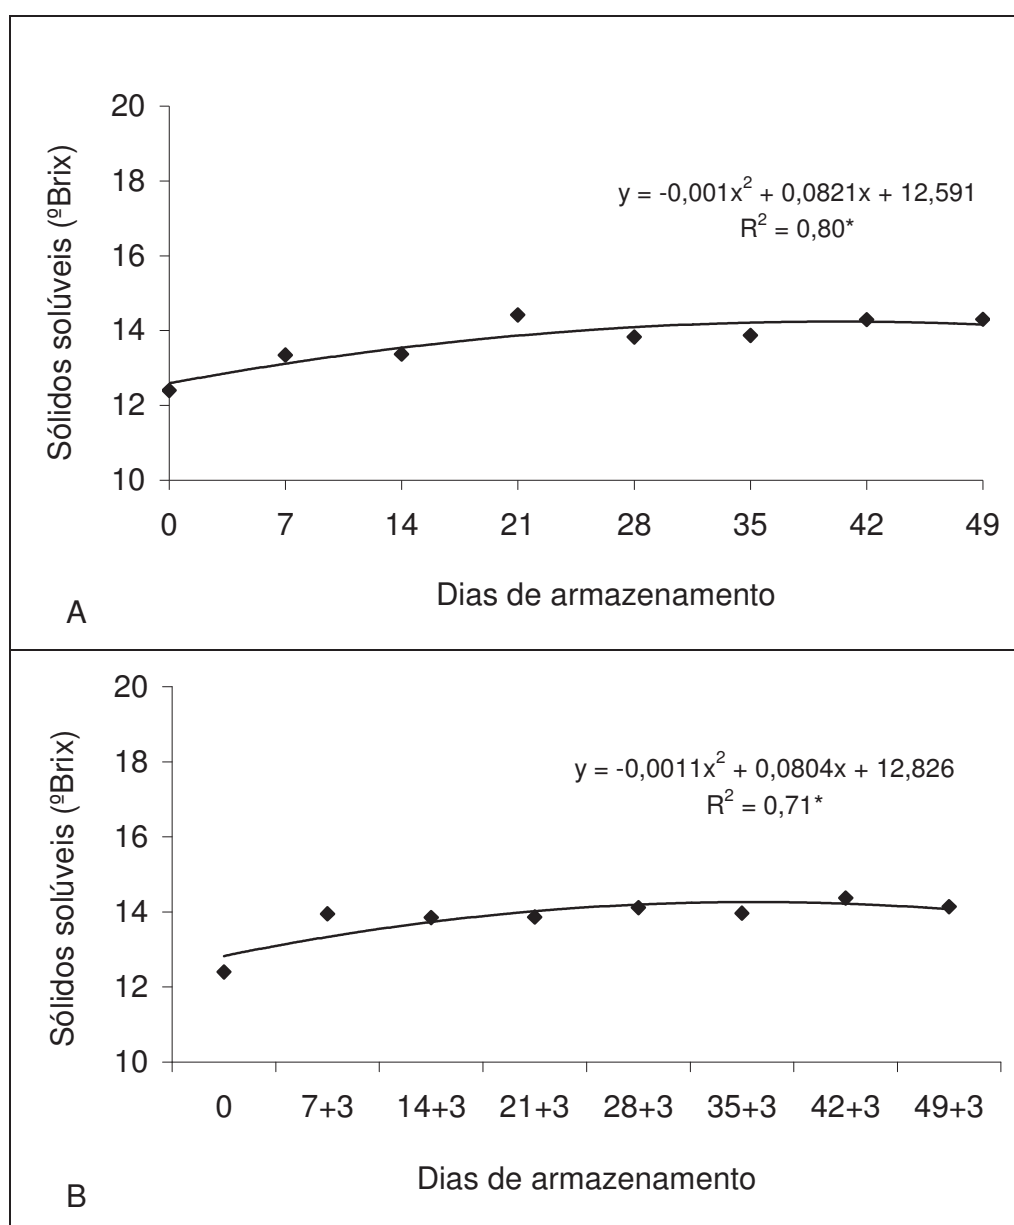 20
18
16
14
12
10
Sólidos solúveis (ºBrix)
y = -0,001x² + 0,0821x + 12,591
R² = 0,80*
0 7 14 21 28 35 42 49
Dias de armazenamento
A
20
18
16
14
12
10
Sólidos solúveis (ºBrix)
y = -0,0011x² + 0,0804x + 12,826
R² = 0,71*
0 7+3 14+3 21+3 28+3 35+3 42+3 49+3
Dias de armazenamento
B